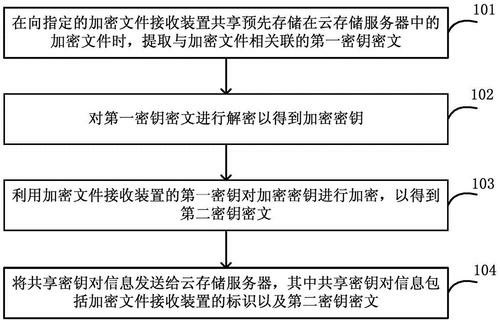 101
在向指定的加密文件接收装置共享预先存储在云存储服务器中的
加密文件时，提取与加密文件相关联的第一密钥密文
102
对第一密钥密文进行解密以得到加密密钥
103
利用加密文件接收装置的第一密钥对加密密钥进行加密，以得到
第二密钥密文
104
将共享密钥对信息发送给云存储服务器，其中共享密钥对信息包
括加密文件接收装置的标识以及第二密钥密文